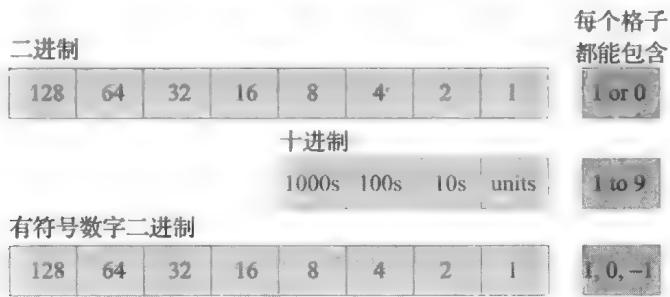 每个格子
二进制 都能包含
128 64 32 16 8 4 2 1 1 or 0
十进制
1000s 100s 10s units 1 to 9
有符号数字二进制
128 64 32 16 8 4 2 1 1, 0, -1